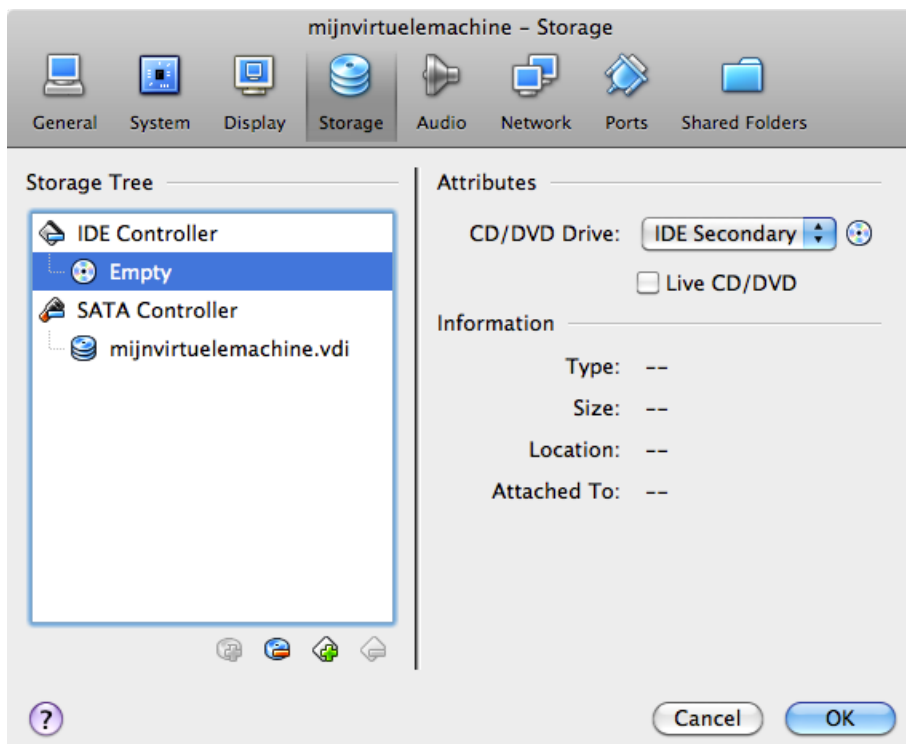 mijnvirtuelemachine – Storage
General System Display Storage Audio Network Ports Shared Folders
Storage Tree
IDE Controller
Empty
SATA Controller
mijnvirtuelemachine.vdi
Attributes
CD/DVD Drive: IDE Secondary
Live CD/DVD
Information
Type: --
Size: --
Location: --
Attached To: --
? Cancel OK